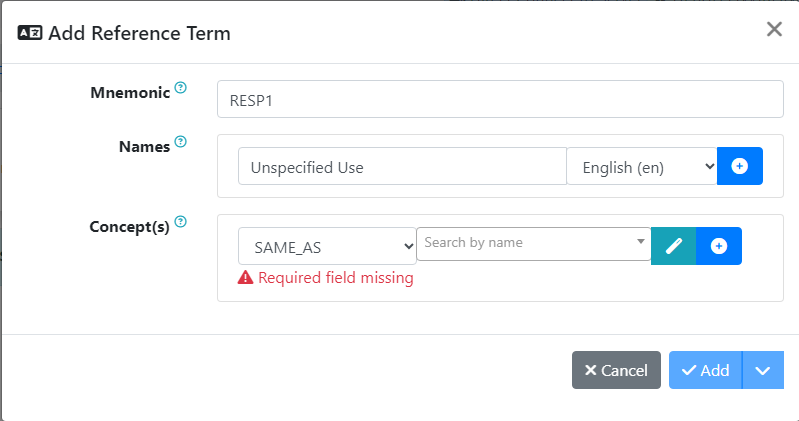 Add Reference Term
Mnemonic
RESP1
Names
Unspecified Use English (en)
Concept(s)
SAME_AS Search by name
Required field missing
Cancel Add